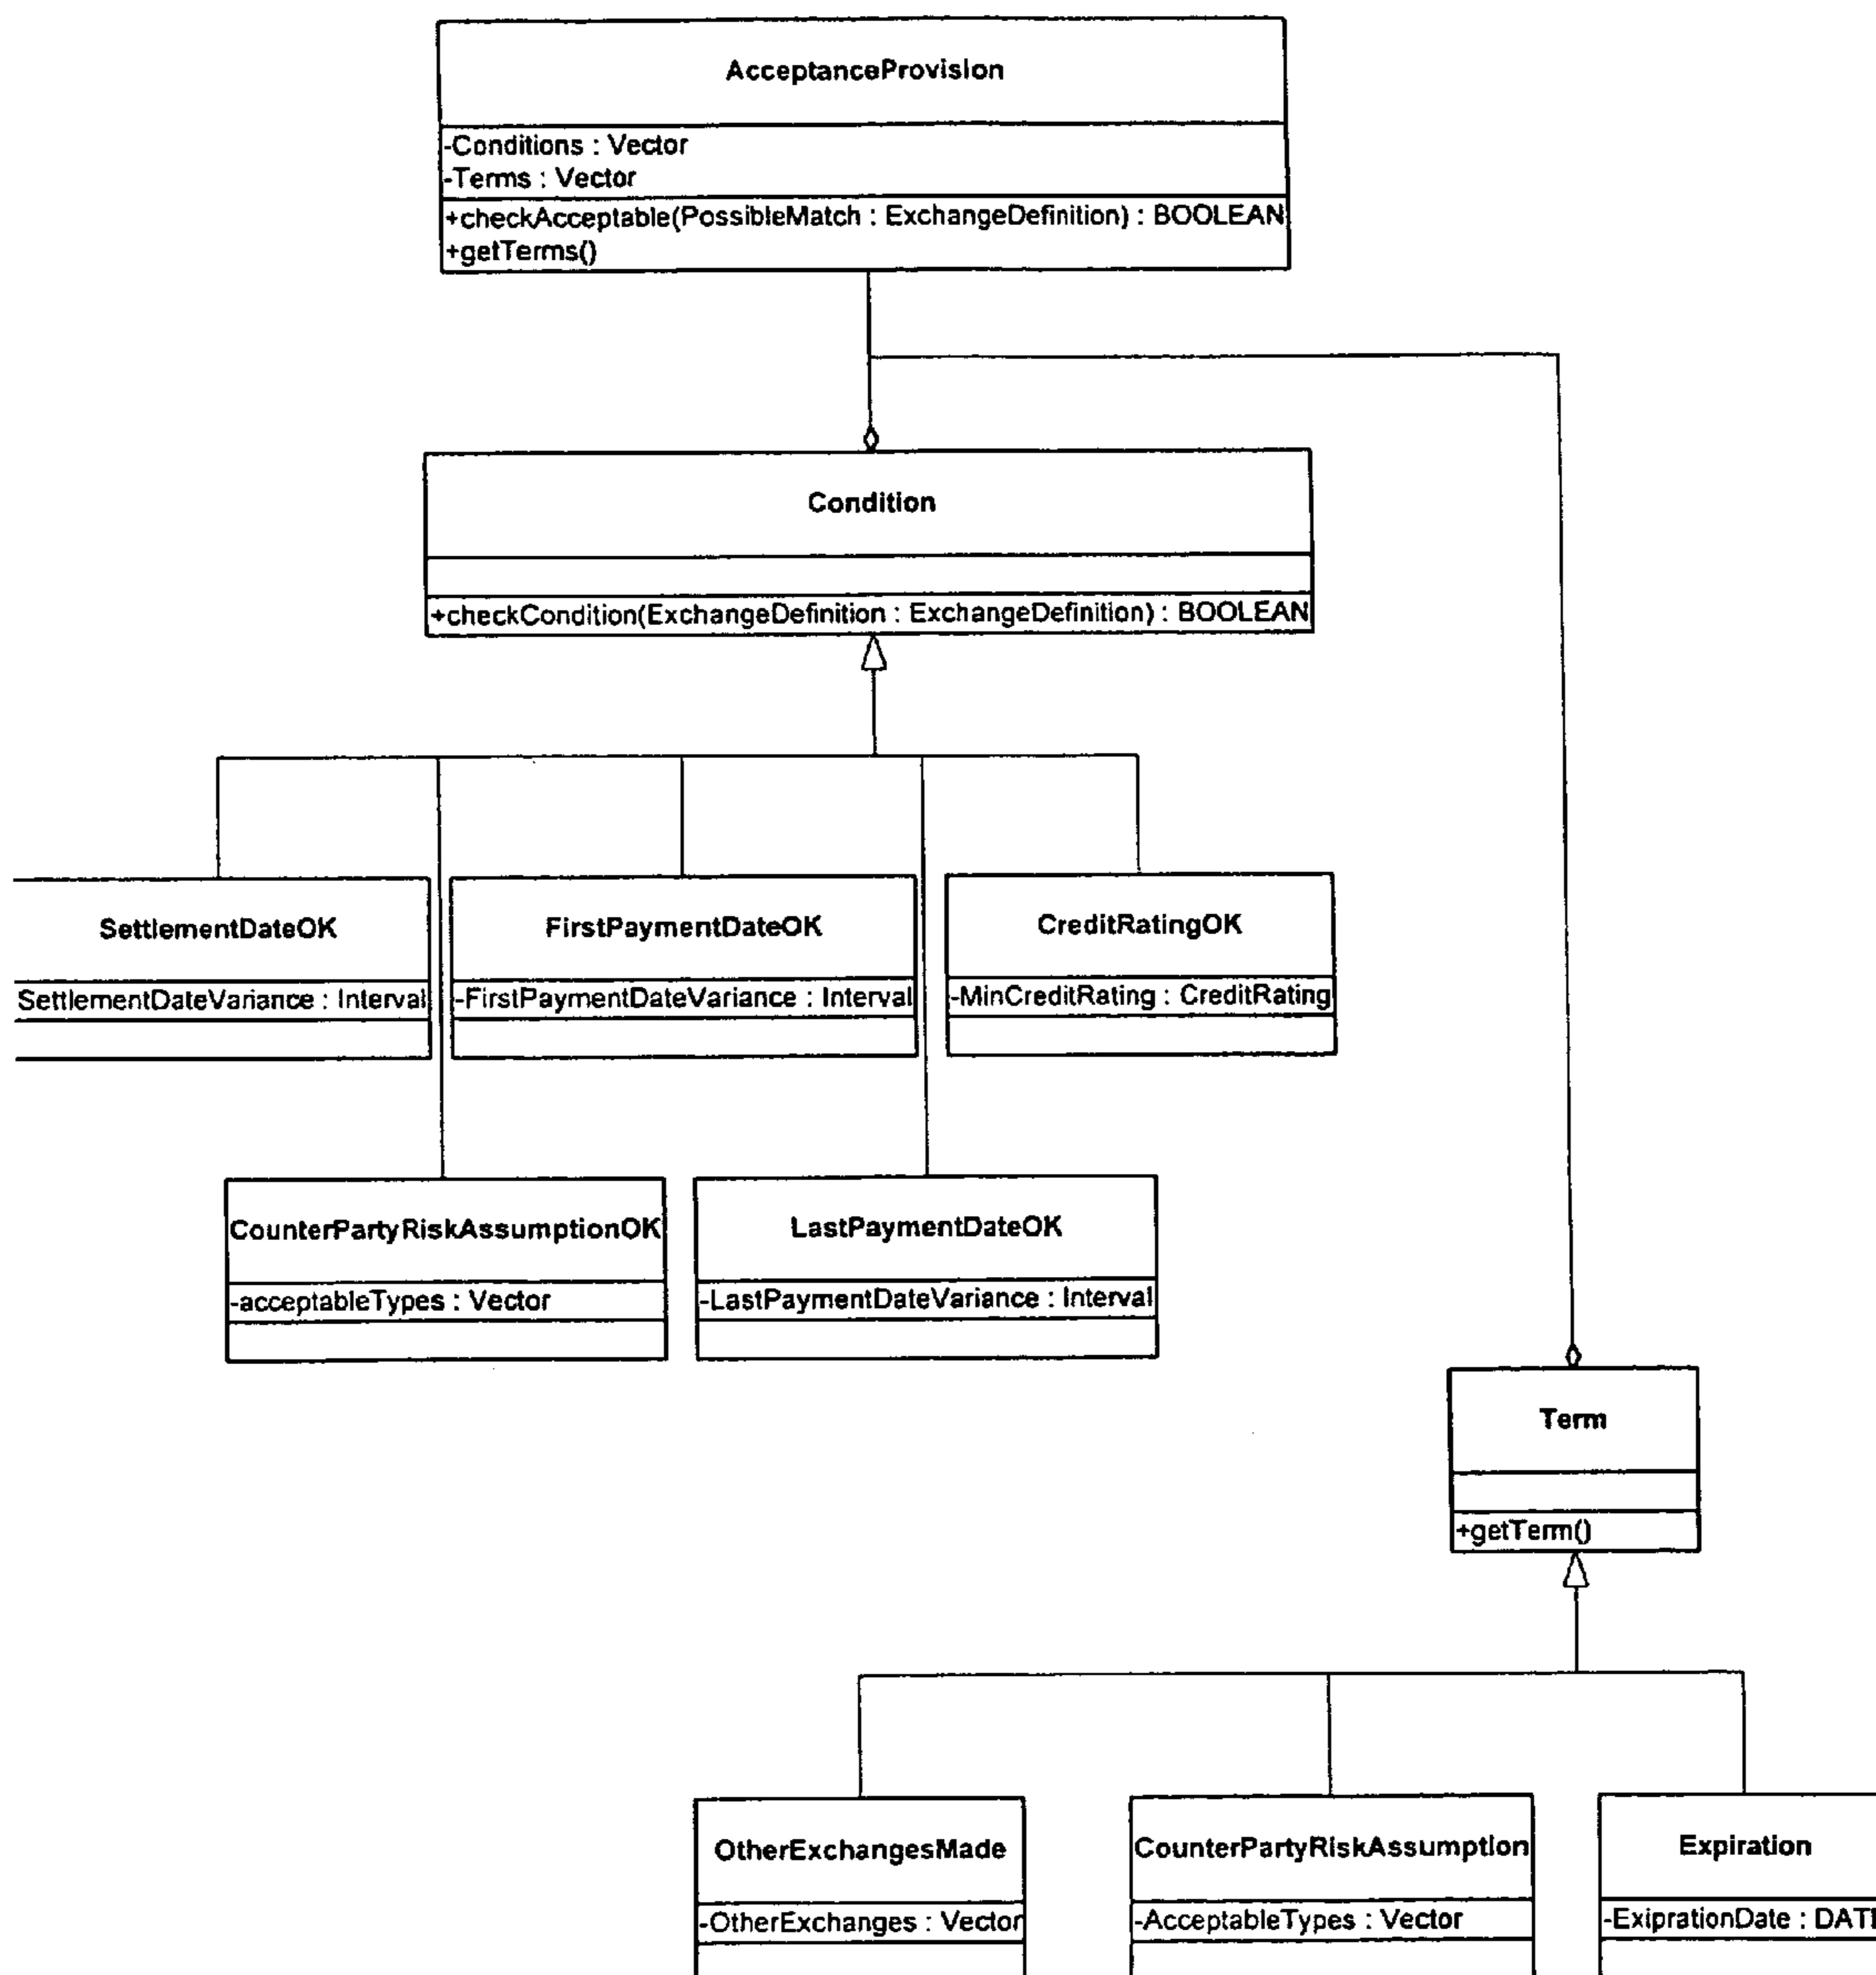 AcceptanceProvision
-Conditions : Vector
-Terms : Vector
+checkAcceptable(PossibleMatch : ExchangeDefinition) : BOOLEAN
+getTerms()
Condition
+checkCondition(ExchangeDefinition : ExchangeDefinition) : BOOLEAN
SettlementDateOK
SettlementDateVariance : Interval
FirstPaymentDateOK
-FirstPaymentDateVariance : Interval
CreditRatingOK
-MinCreditRating : CreditRating
CounterPartyRiskAssumptionOK
-acceptableTypes : Vector
LastPaymentDateOK
-LastPaymentDateVariance : Interval
Term
+getTerm()
OtherExchangesMade
-OtherExchanges : Vector
CounterPartyRiskAssumption
-AcceptableTypes : Vector
Expiration
-ExiprationDate : DATE